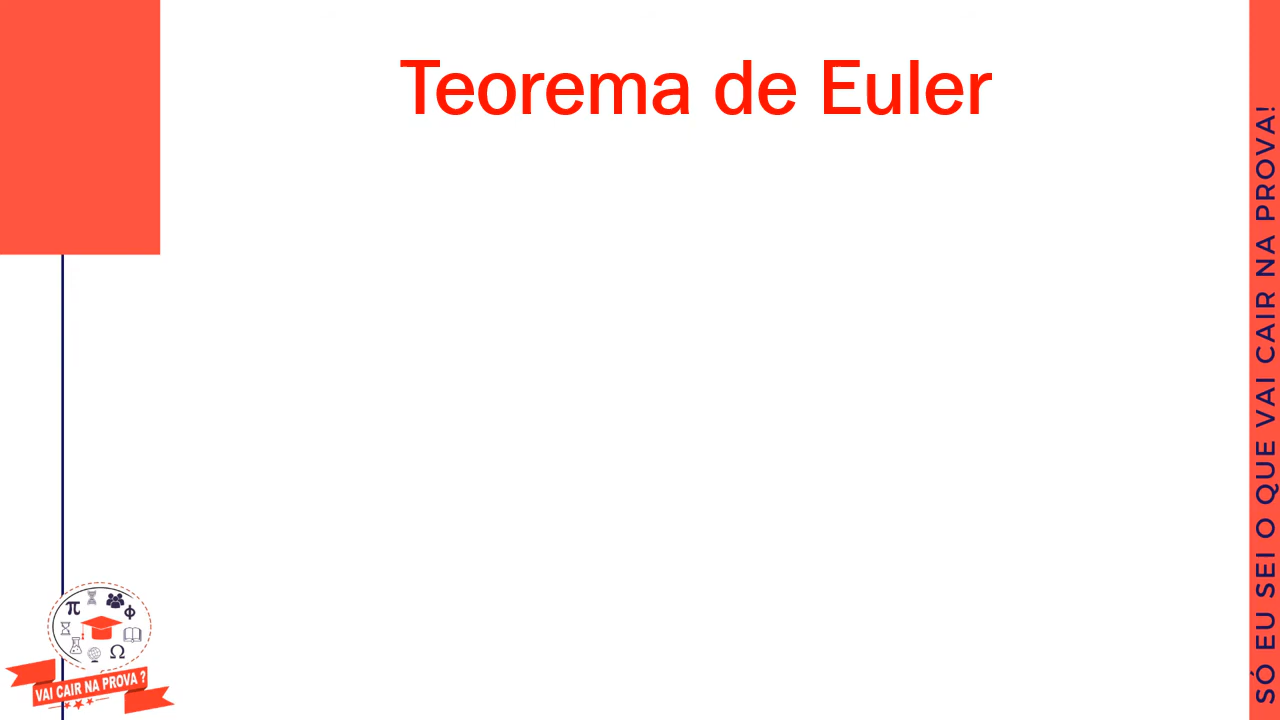 Teorema de Euler
SÓ EU SEI O QUE VAI CAIR NA PROVA!
π
Φ
Ω
VAI CAIR NA PROVA ?